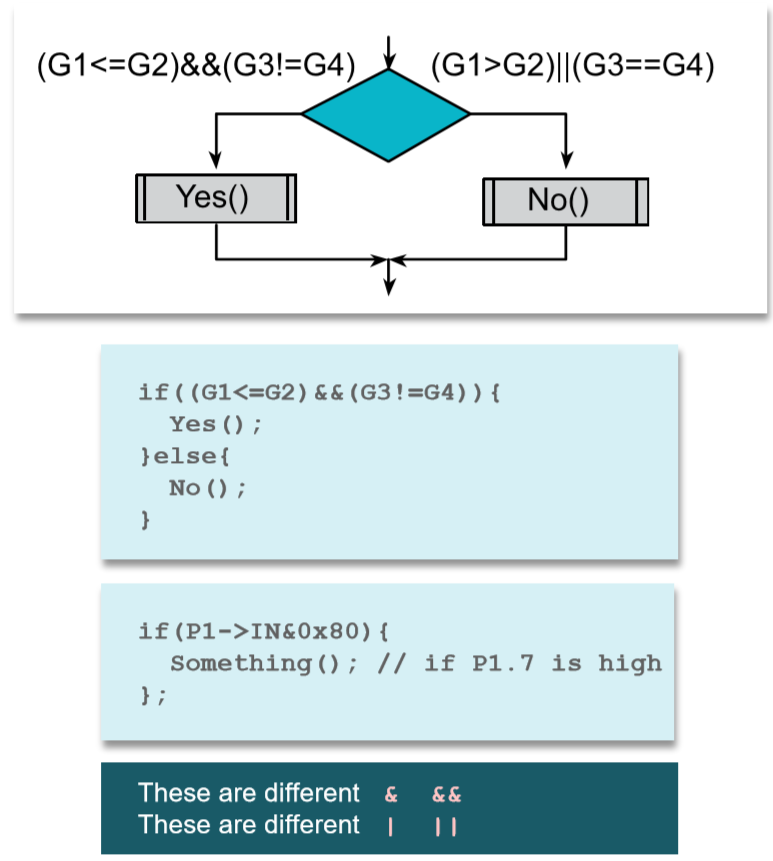 (G1<=G2)&&(G3!=G4) (G1>G2)||(G3==G4)
Yes() No()
if((G1<=G2)&&(G3!=G4)){
Yes();
}else{
No();
}
if(P1->IN&0x80){
Something(); // if P1.7 is high
};
These are different & &&
These are different | ||